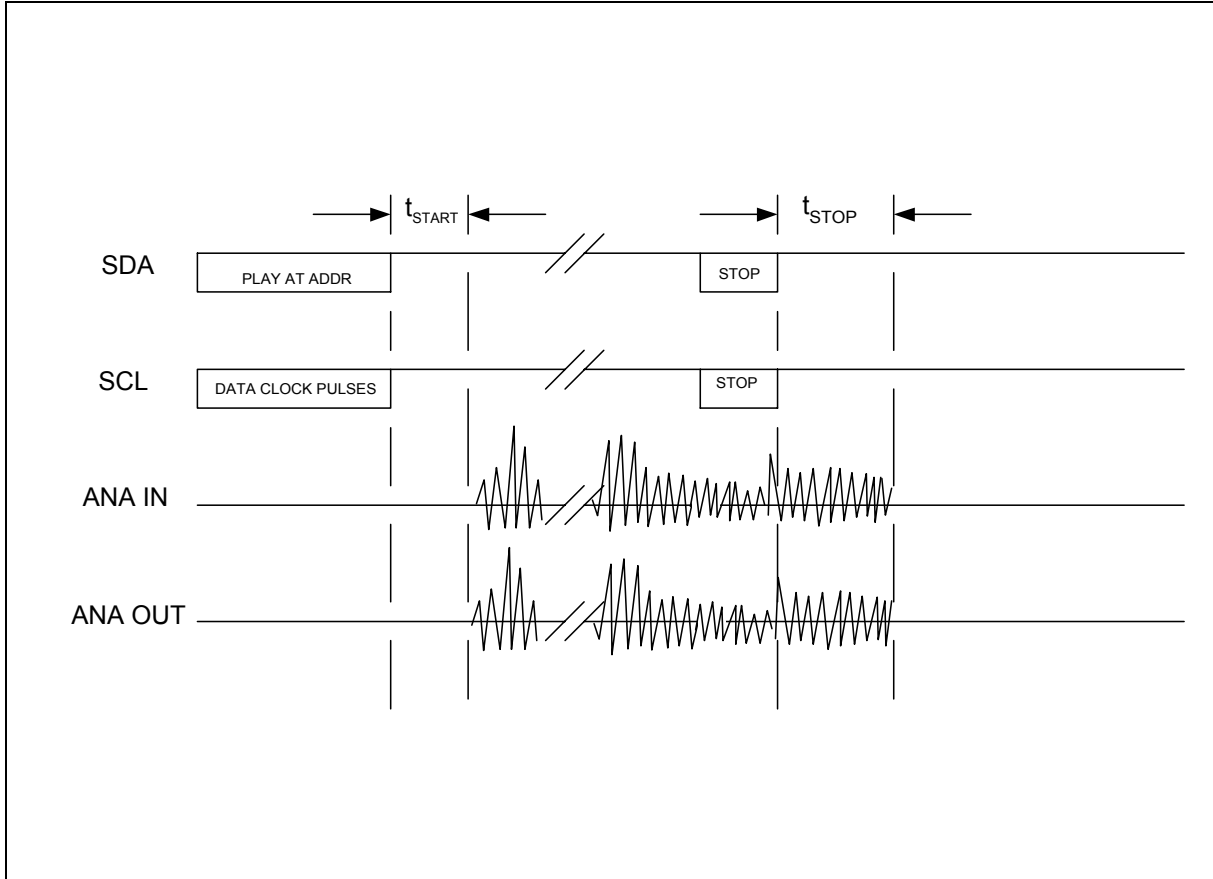 tSTART
tSTOP
SDA
PLAY AT ADDR
STOP
SCL
DATA CLOCK PULSES
STOP
ANA IN
ANA OUT